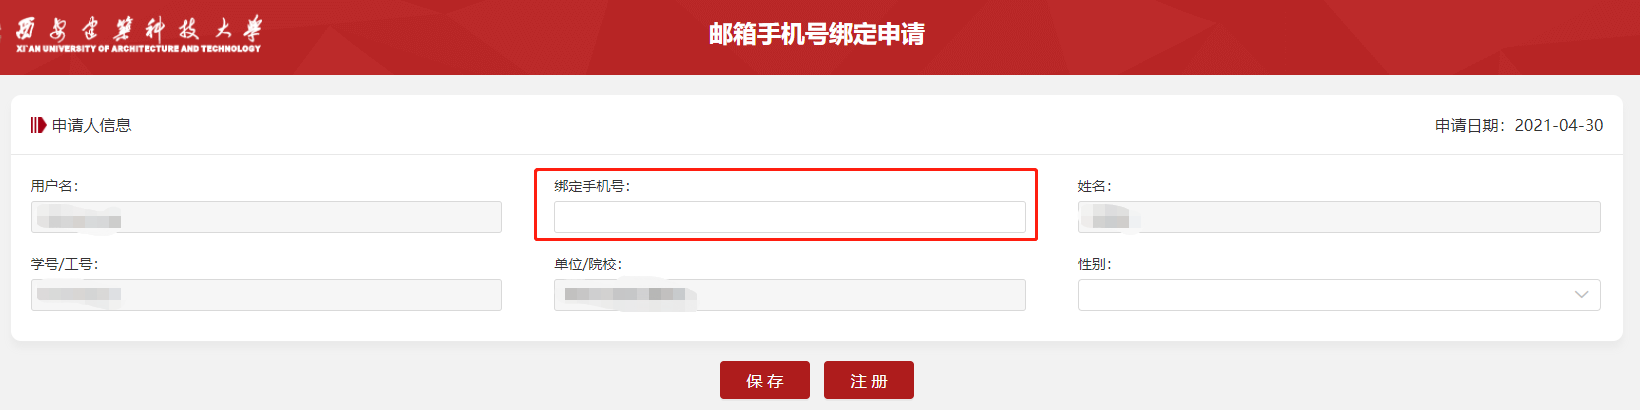 西安建筑科技大学
XI'AN UNIVERSITY OF ARCHITECTURE AND TECHNOLOGY
邮箱手机号绑定申请
申请人信息
申请日期：2021-04-30
用户名：
绑定手机号：
姓名：
学号/工号：
单位/院校：
性别：
保 存
注 册